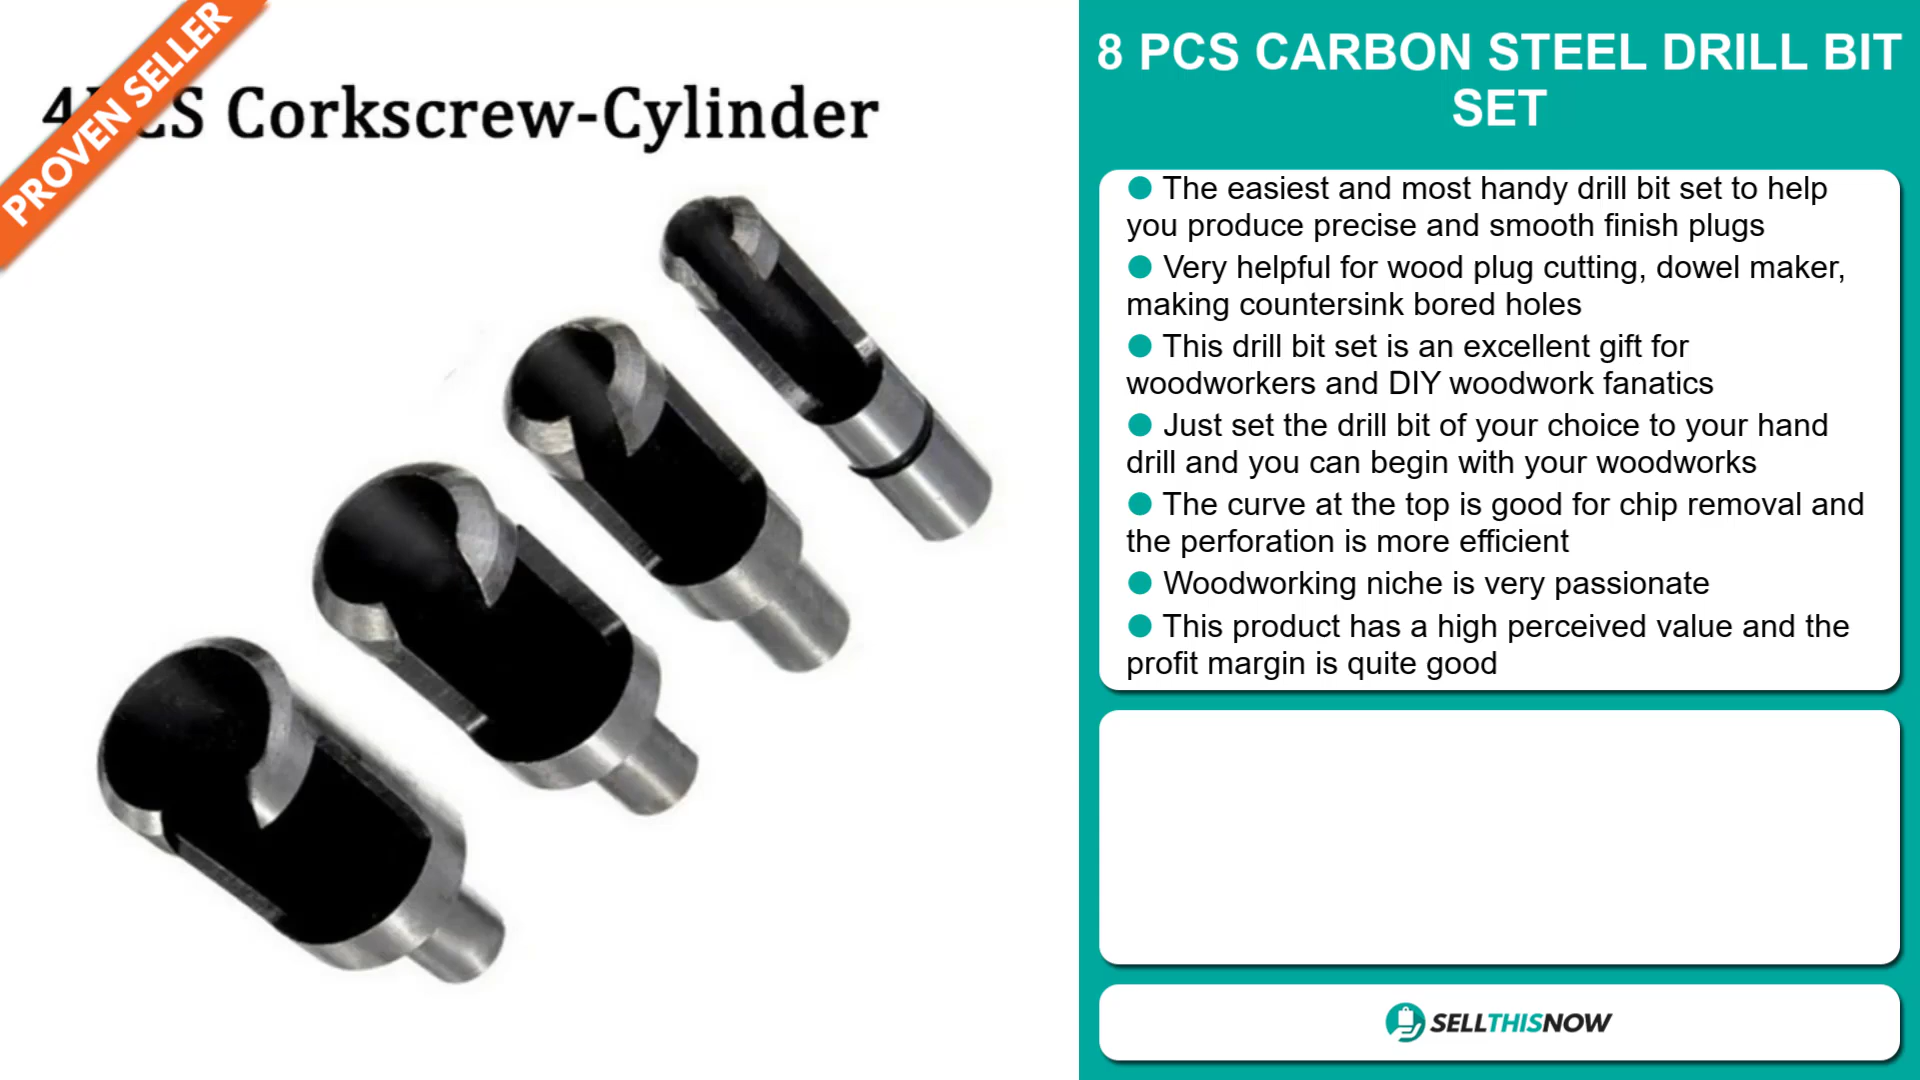 PROVEN SELLER
Corkscrew-Cylinder
8 PCS CARBON STEEL DRILL BIT
SET
● The easiest and most handy drill bit set to help
you produce precise and smooth finish plugs
● Very helpful for wood plug cutting, dowel maker,
making countersink bored holes
● This drill bit set is an excellent gift for
woodworkers and DIY woodwork fanatics
● Just set the drill bit of your choice to your hand
drill and you can begin with your woodworks
● The curve at the top is good for chip removal and
the perforation is more efficient
● Woodworking niche is very passionate
● This product has a high perceived value and the
profit margin is quite good
SELLTHISNOW